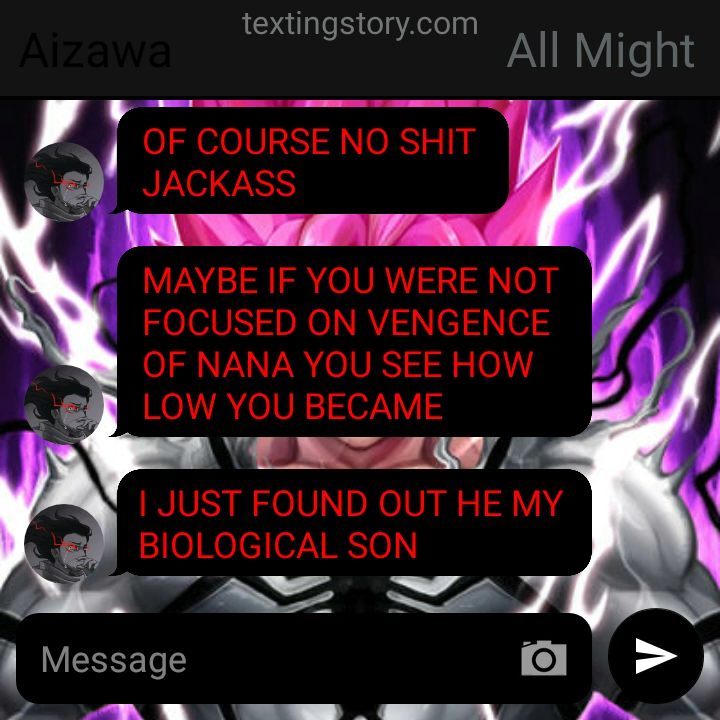 textingstory.com
Aizawa
All Might
OF COURSE NO SHIT
JACKASS
MAYBE IF YOU WERE NOT
FOCUSED ON VENGENCE
OF NANA YOU SEE HOW
LOW YOU BECAME
I JUST FOUND OUT HE MY
BIOLOGICAL SON
Message